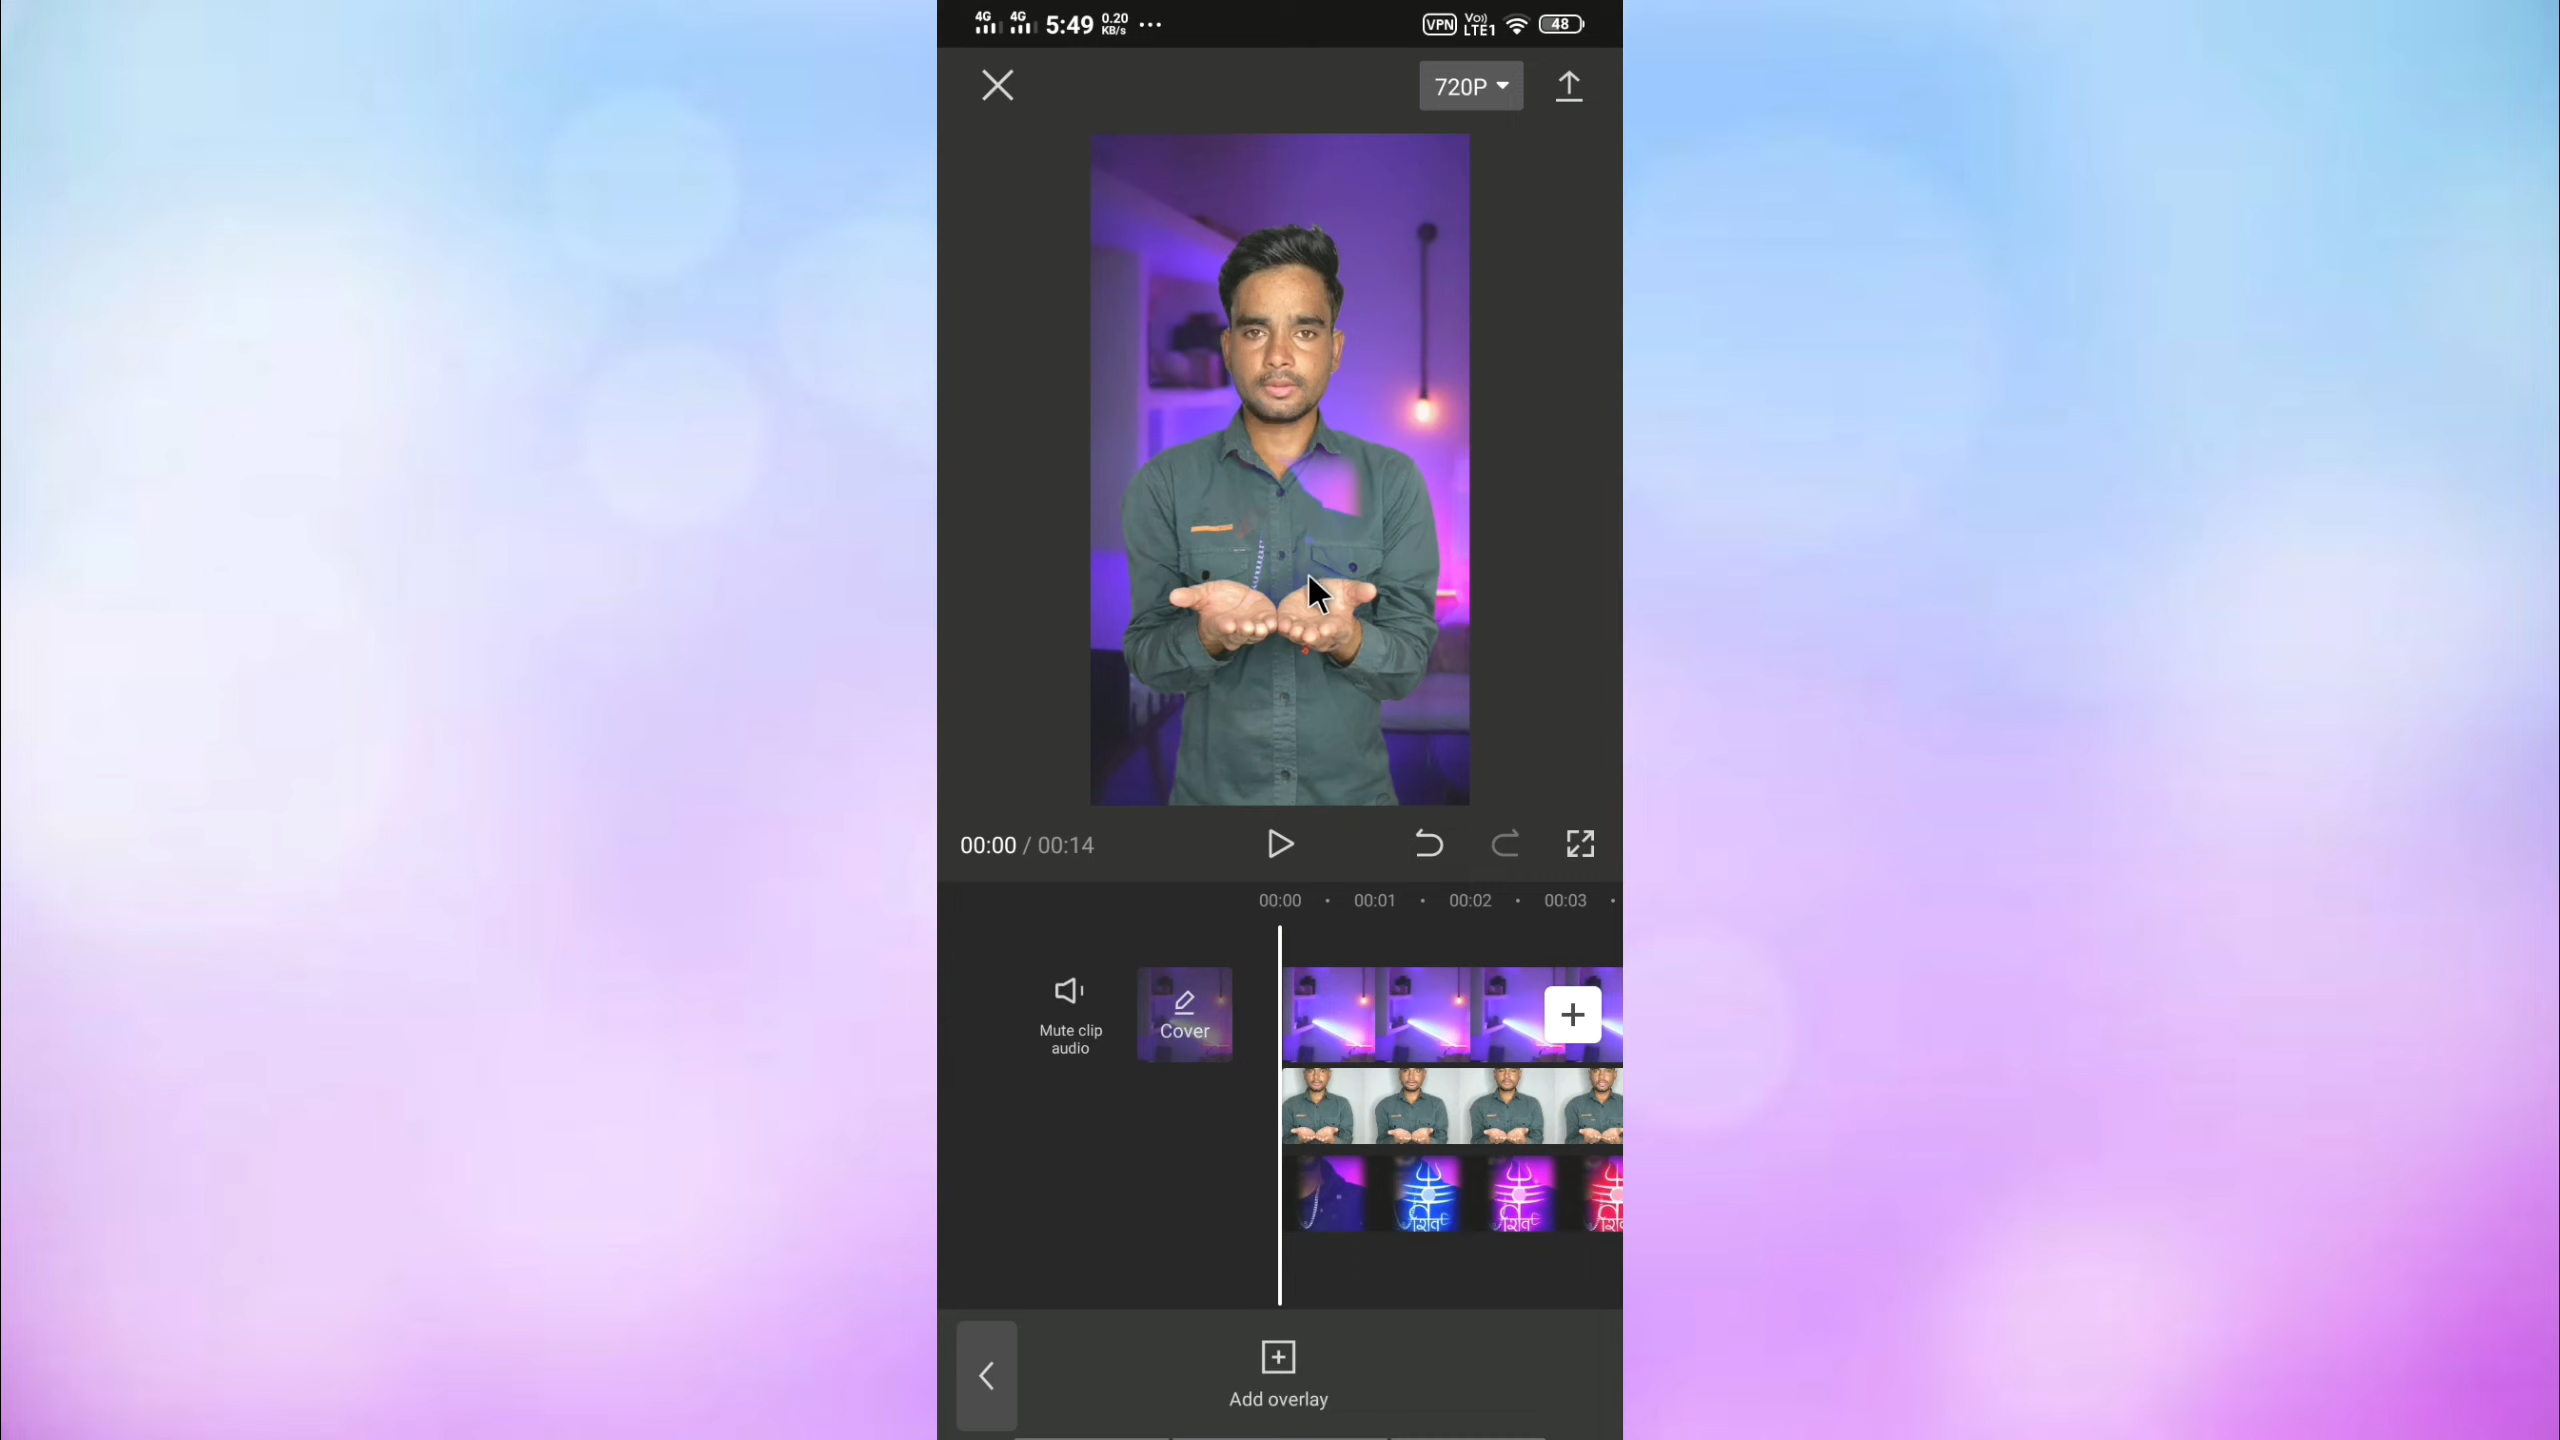 4G 4G 5:49 0.20 KB/s ... VPN Vo)) LTE1 48
720P
00:00 / 00:14
00:00 00:01 00:02 00:03
Mute clip
audio
Cover
शिव शिव शिव
Add overlay